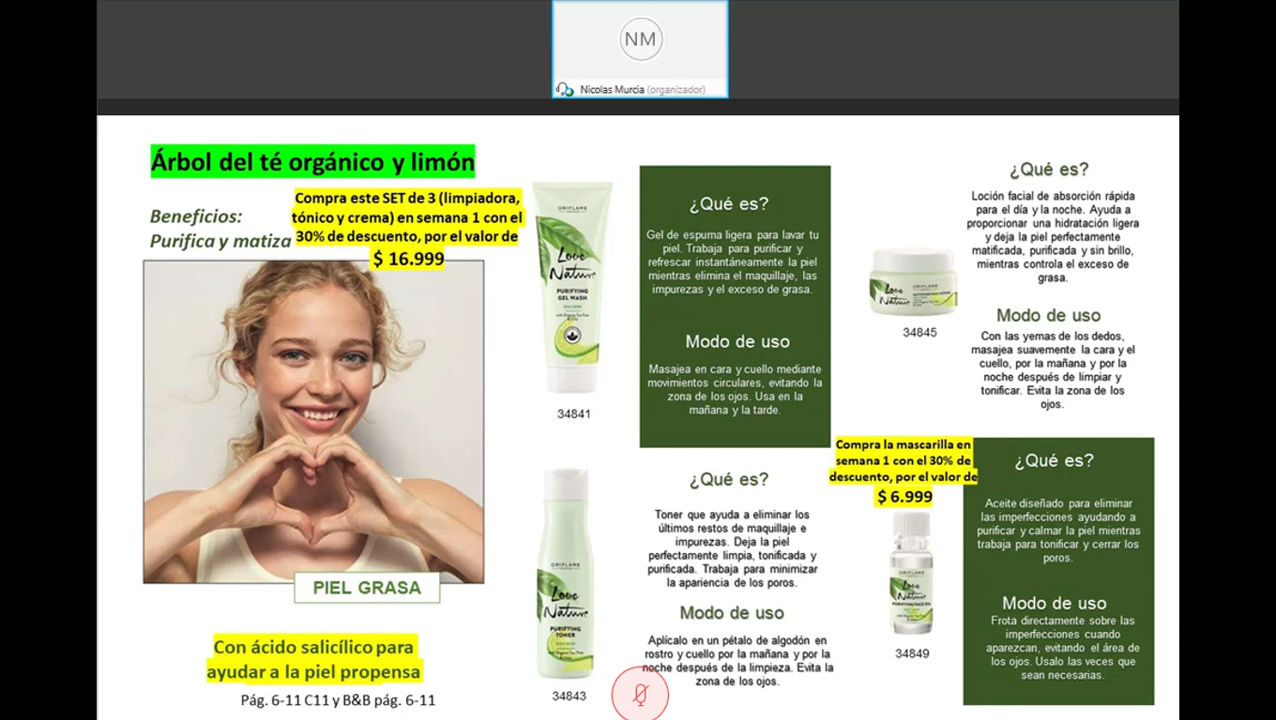 NM
Nicolas Murcia (organizador)
Árbol del té orgánico y limón
Beneficios:
Purifica y matiza
Compra este SET de 3 (limpiadora,
tónico y crema) en semana 1 con el
30% de descuento, por el valor de
$ 16.999
PIEL GRASA
Con ácido salicílico para
ayudar a la piel propensa
Pág. 6-11 C11 y B&B pág. 6-11
ORIFLAME
Love
Nature
PURIFYING
GEL WASH
34841
¿Qué es?
Gel de espuma ligera para lavar tu
piel. Trabaja para purificar y
refrescar instantáneamente la piel
mientras elimina el maquillaje, las
impurezas y el exceso de grasa.
Modo de uso
Masajea en cara y cuello mediante
movimientos circulares, evitando la
zona de los ojos. Usa en la
mañana y la tarde.
ORIFLAME
Love
Nature
PURIFYING
TONER
34843
¿Qué es?
Toner que ayuda a eliminar los
últimos restos de maquillaje e
impurezas. Deja la piel
perfectamente limpia, tonificada y
purificada. Trabaja para minimizar
la apariencia de los poros.
Modo de uso
Aplícalo en un pétalo de algodón en
rostro y cuello por la mañana y por la
noche después de la limpieza. Evita la
zona de los ojos.
Love
Nature
34845
¿Qué es?
Loción facial de absorción rápida
para el día y la noche. Ayuda a
proporcionar una hidratación ligera
y deja la piel perfectamente
matificada, purificada y sin brillo,
mientras controla el exceso de
grasa.
Modo de uso
Con las yemas de los dedos,
masajea suavemente la cara y el
cuello, por la mañana y por la
noche después de limpiar y
tonificar. Evita la zona de los
ojos.
Compra la mascarilla en
semana 1 con el 30% de
descuento, por el valor de
$ 6.999
ORIFLAME
Love
Nature
PURIFYING FACE OIL
34849
¿Qué es?
Aceite diseñado para eliminar
las imperfecciones ayudando a
purificar y calmar la piel mientras
trabaja para tonificar y cerrar los
poros.
Modo de uso
Frota directamente sobre las
imperfecciones cuando
aparezcan, evitando el área de
los ojos. Usalo las veces que
sean necesarias.